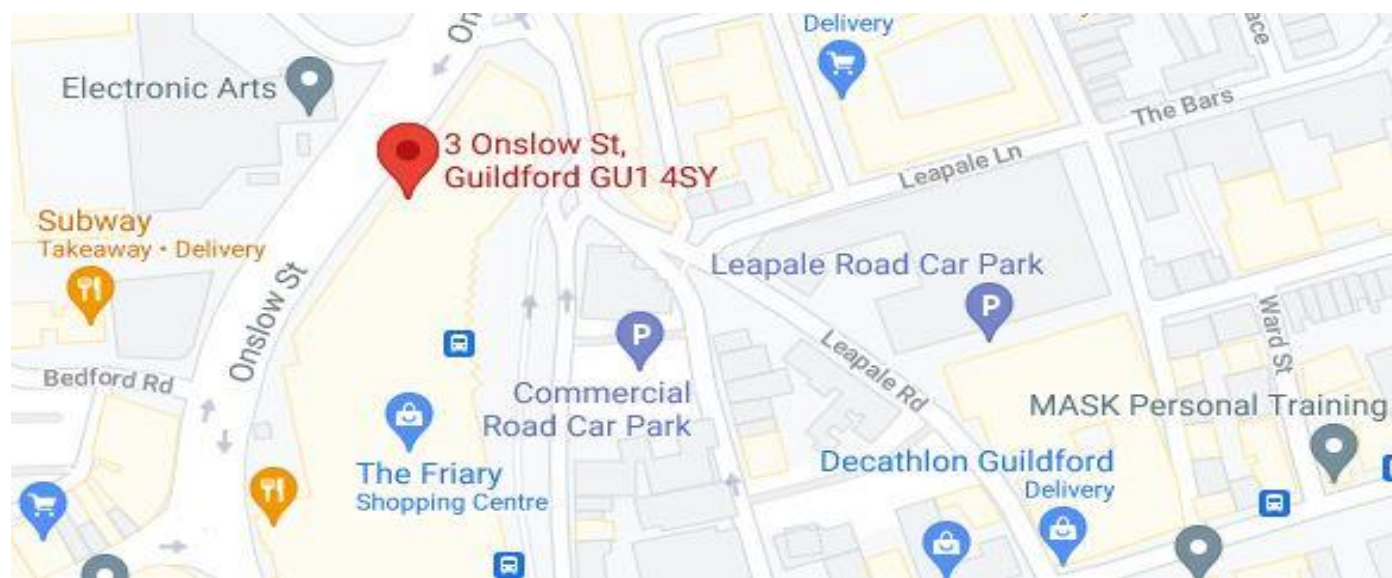 On
Delivery
Electronic Arts
The Bars
3 Onslow St,
Guildford GU1 4SY
Leapale Ln
Subway
Takeaway • Delivery
Leapale Road Car Park
P
P
Onslow St
Ward St
Leapale Rd
Bedford Rd
Commercial
Road Car Park
MASK Personal Training
The Friary
Shopping Centre
Decathlon Guildford
Delivery